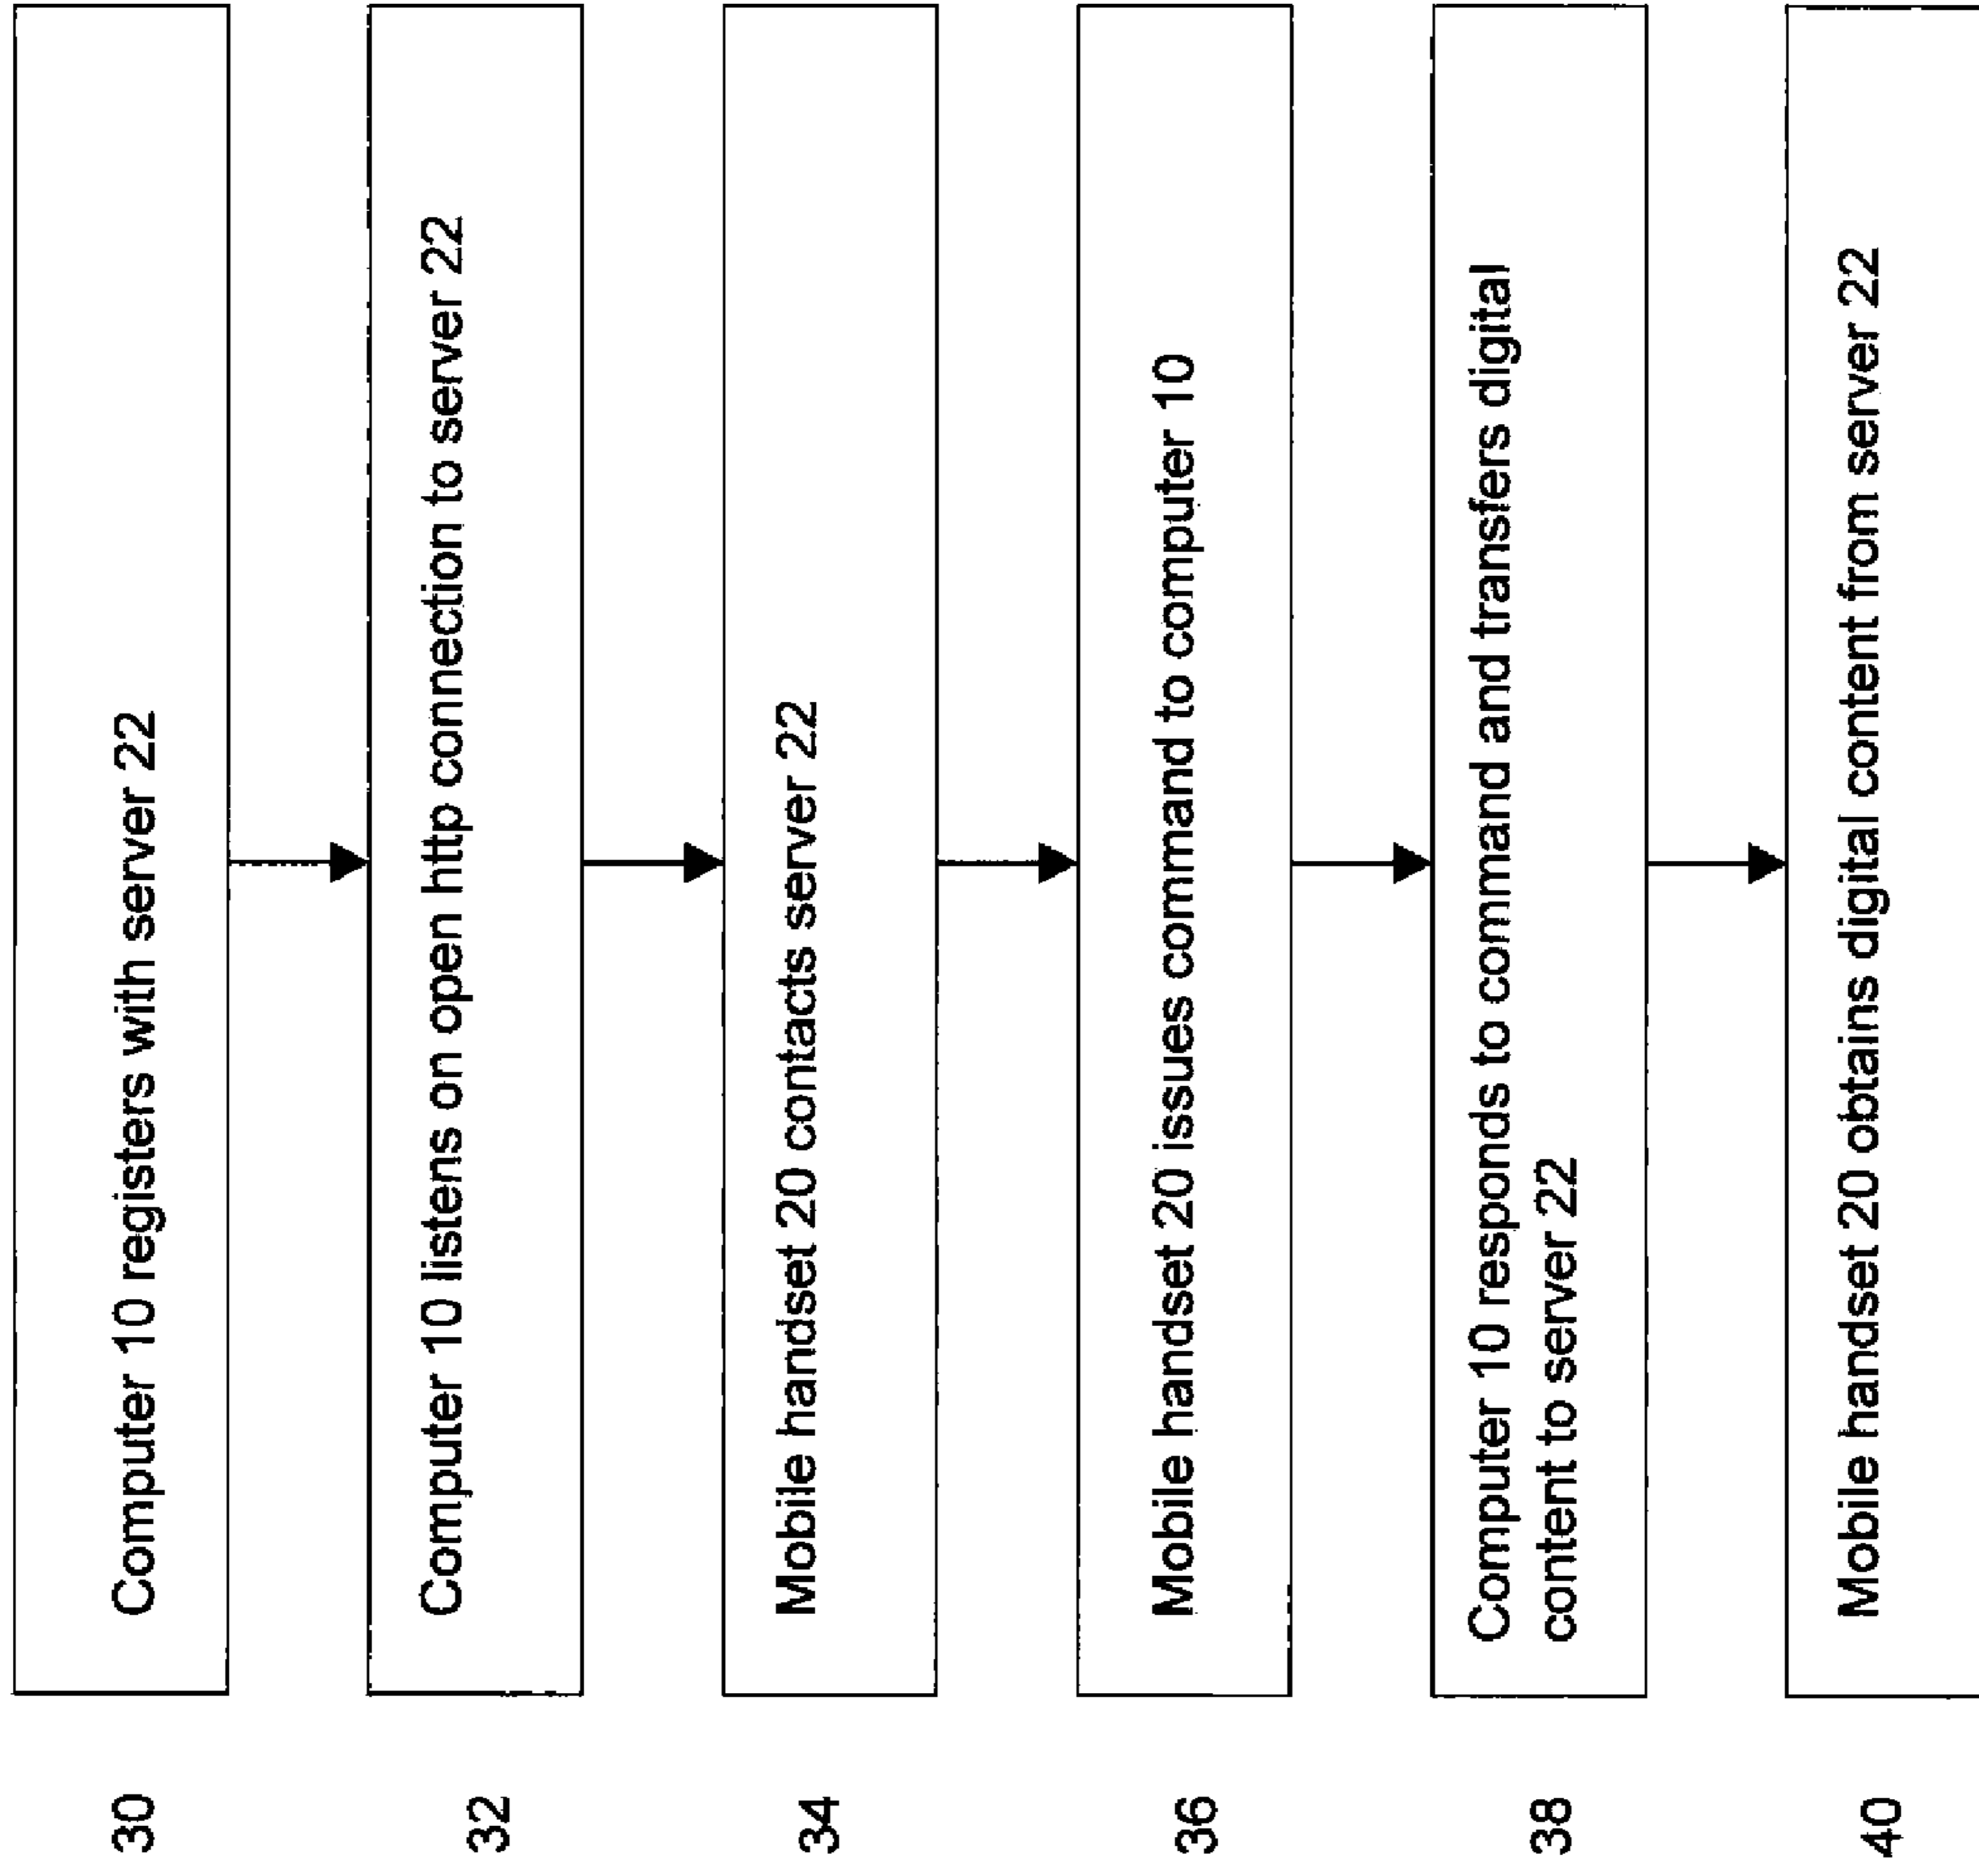 30 Computer 10 registers with server 22
32 Computer 10 listens on open http connection to server 22
34 Mobile handset 20 contacts server 22
36 Mobile handset 20 issues command to computer 10
38 Computer 10 responds to command and transfers digital
content to server 22
40 Mobile handset 20 obtains digital content from server 22